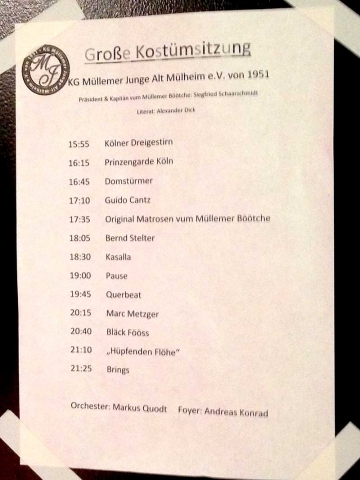 Große Kostümsitzung
KG Müllemer Junge Alt Mülheim e.V. von 1951
Präsident & Kapitän vum Müllemer Böötche: Siegfried Schaarschmidt
Literat: Alexander Dick
15:55 Kölner Dreigestirn
16:15 Prinzengarde Köln
16:45 Domstürmer
17:10 Guido Cantz
17:35 Original Matrosen vum Müllemer Böötche
18:05 Bernd Stelter
18:30 Kasalla
19:00 Pause
19:45 Querbeat
20:15 Marc Metzger
20:40 Bläck Fööss
21:10 „Hüpfenden Flöhe“
21:25 Brings
Orchester: Markus Quodt Foyer: Andreas Konrad
MJ